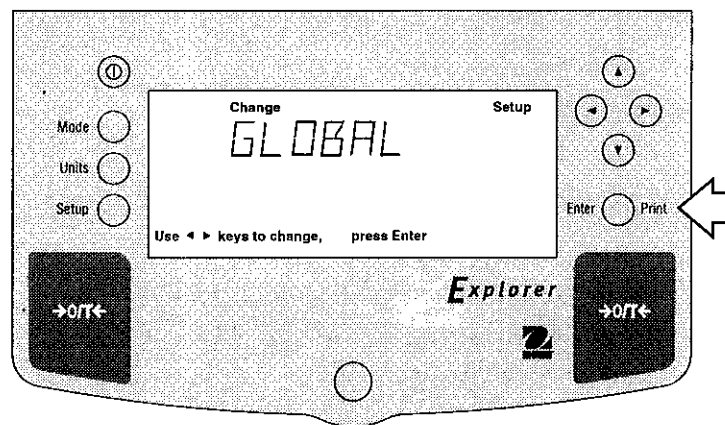 Change Setup
GLOBAL
Use ◄ ► keys to change, press Enter
Mode
Units
Setup
Enter Print
Explorer
→0/T←
→0/T←